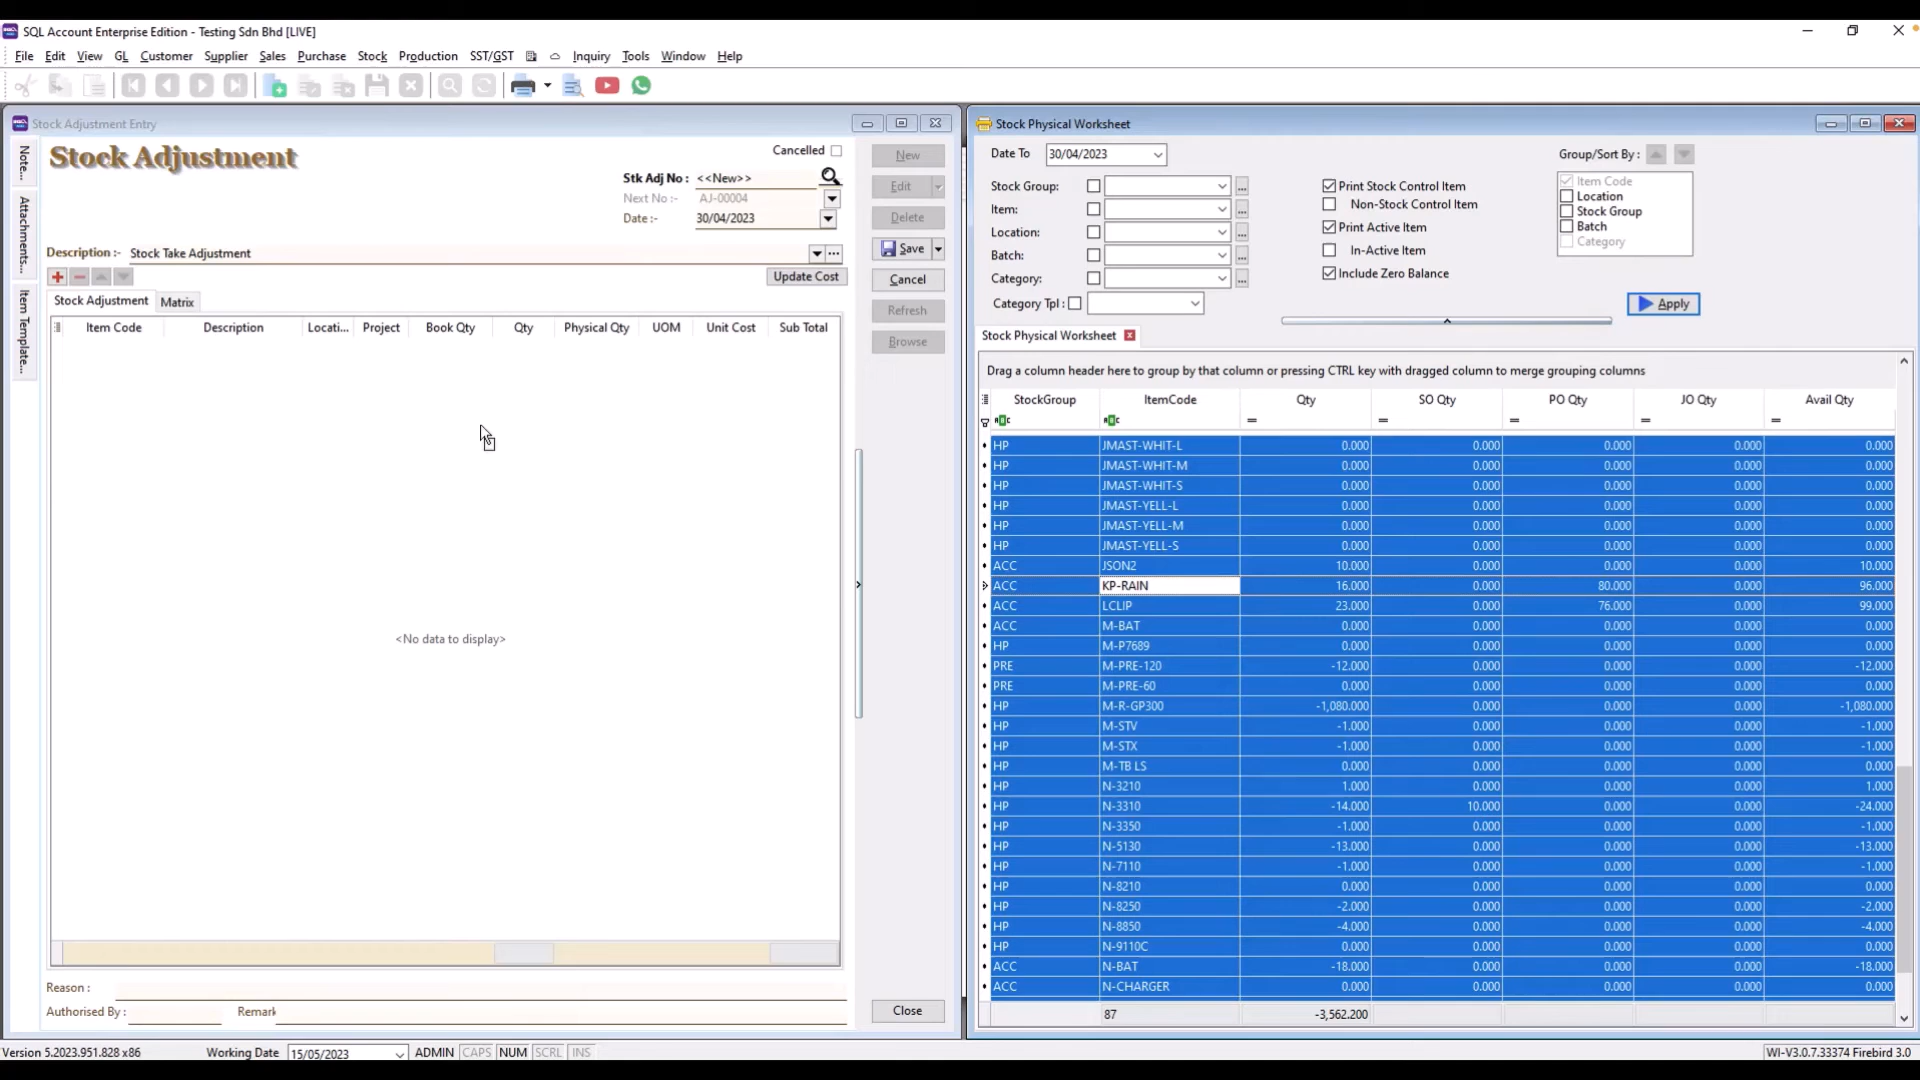 SQL Account Enterprise Edition - Testing Sdn Bhd [LIVE]
File Edit View GL Customer Supplier Sales Purchase Stock Production SST/GST Inquiry Tools Window Help
Stock Adjustment Entry
Note...
Attachments...
Item Template...
Stock Adjustment
Cancelled
Stk Adj No : <<New>>
Next No :- AJ-00004
Date :- 30/04/2023
Description :- Stock Take Adjustment
Update Cost
New
Edit
Delete
Save
Cancel
Refresh
Browse
Stock Adjustment Matrix
Item Code Description Locati... Project Book Qty Qty Physical Qty UOM Unit Cost Sub Total
<No data to display>
Reason :
Authorised By : Remark
Close
Stock Physical Worksheet
Date To 30/04/2023
Stock Group:
Item:
Location:
Batch:
Category:
Category Tpl :
Print Stock Control Item
Non-Stock Control Item
Print Active Item
In-Active Item
Include Zero Balance
Group/Sort By :
Item Code
Location
Stock Group
Batch
Category
Apply
Stock Physical Worksheet
Drag a column header here to group by that column or pressing CTRL key with dragged column to merge grouping columns
StockGroup ItemCode Qty SO Qty PO Qty JO Qty Avail Qty
HP JMAST-WHIT-L 0.000 0.000 0.000 0.000 0.000
HP JMAST-WHIT-M 0.000 0.000 0.000 0.000 0.000
HP JMAST-WHIT-S 0.000 0.000 0.000 0.000 0.000
HP JMAST-YELL-L 0.000 0.000 0.000 0.000 0.000
HP JMAST-YELL-M 0.000 0.000 0.000 0.000 0.000
HP JMAST-YELL-S 0.000 0.000 0.000 0.000 0.000
ACC JSON2 10.000 0.000 0.000 0.000 10.000
ACC KP-RAIN 16.000 0.000 80.000 0.000 96.000
ACC LCLIP 23.000 0.000 76.000 0.000 99.000
ACC M-BAT 0.000 0.000 0.000 0.000 0.000
HP M-P7689 0.000 0.000 0.000 0.000 0.000
PRE M-PRE-120 -12.000 0.000 0.000 0.000 -12.000
PRE M-PRE-60 0.000 0.000 0.000 0.000 0.000
HP M-R-GP300 -1,080.000 0.000 0.000 0.000 -1,080.000
HP M-STV -1.000 0.000 0.000 0.000 -1.000
HP M-STX -1.000 0.000 0.000 0.000 -1.000
HP M-TB LS 0.000 0.000 0.000 0.000 0.000
HP N-3210 1.000 0.000 0.000 0.000 1.000
HP N-3310 -14.000 10.000 0.000 0.000 -24.000
HP N-3350 -1.000 0.000 0.000 0.000 -1.000
HP N-5130 -13.000 0.000 0.000 0.000 -13.000
HP N-7110 -1.000 0.000 0.000 0.000 -1.000
HP N-8210 0.000 0.000 0.000 0.000 0.000
HP N-8250 -2.000 0.000 0.000 0.000 -2.000
HP N-8850 -4.000 0.000 0.000 0.000 -4.000
HP N-9110C 0.000 0.000 0.000 0.000 0.000
ACC N-BAT -18.000 0.000 0.000 0.000 -18.000
ACC N-CHARGER 0.000 0.000 0.000 0.000 0.000
87 -3,562.200
Version 5.2023.951.828 x86 Working Date 15/05/2023 ADMIN CAPS NUM SCRL INS WI-V3.0.7.33374 Firebird 3.0